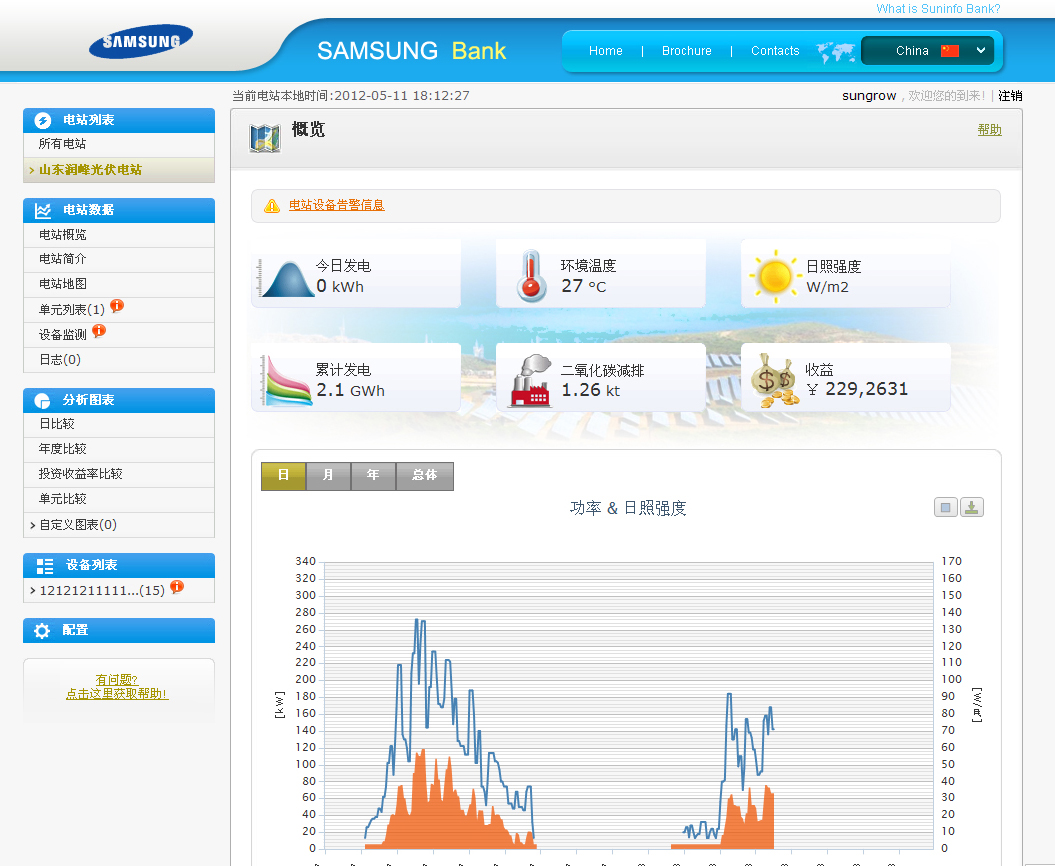 What is Suninfo Bank?
SAMSUNG
SAMSUNG Bank
Home | Brochure | Contacts
China
当前电站本地时间:2012-05-11 18:12:27
sungrow , 欢迎您的到来! | 注销
电站列表
所有电站
山东润峰光伏电站
电站数据
电站概览
电站简介
电站地图
单元列表(1)
设备监测
日志(0)
分析图表
日比较
年度比较
投资收益率比较
单元比较
自定义图表(0)
设备列表
12121211111...(15)
配置
有问题?
点击这里获取帮助!
概览
帮助
电站设备告警信息
今日发电
0 kWh
环境温度
27 °C
日照强度
W/m2
累计发电
2.1 GWh
二氧化碳减排
1.26 kt
收益
¥ 229,2631
日 月 年 总体
功率 & 日照强度
340 170
320 160
300 150
280 140
260 130
240 120
220 110
200 100
180 90
160 80
140 70
120 60
100 50
80 40
60 30
40 20
20 10
0 0
[kW]
[W/㎡]